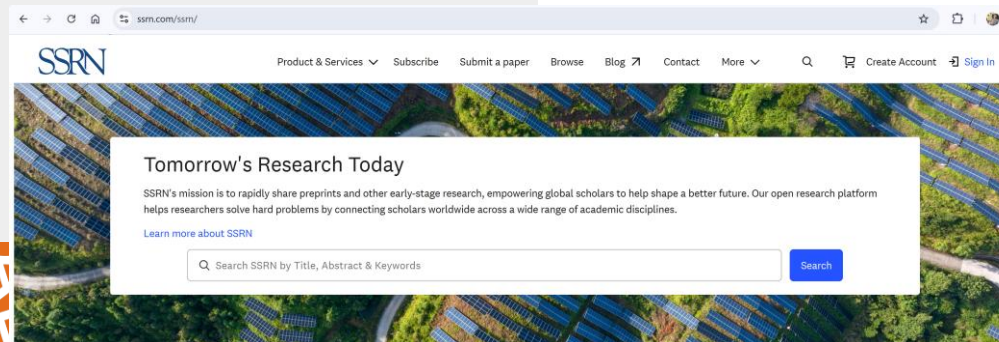 ssrn.com/ssrn/
SSRN
Product & Services Subscribe Submit a paper Browse Blog Contact More Create Account Sign In
Tomorrow's Research Today
SSRN's mission is to rapidly share preprints and other early-stage research, empowering global scholars to help shape a better future. Our open research platform
helps researchers solve hard problems by connecting scholars worldwide across a wide range of academic disciplines.
Learn more about SSRN
Search SSRN by Title, Abstract & Keywords Search